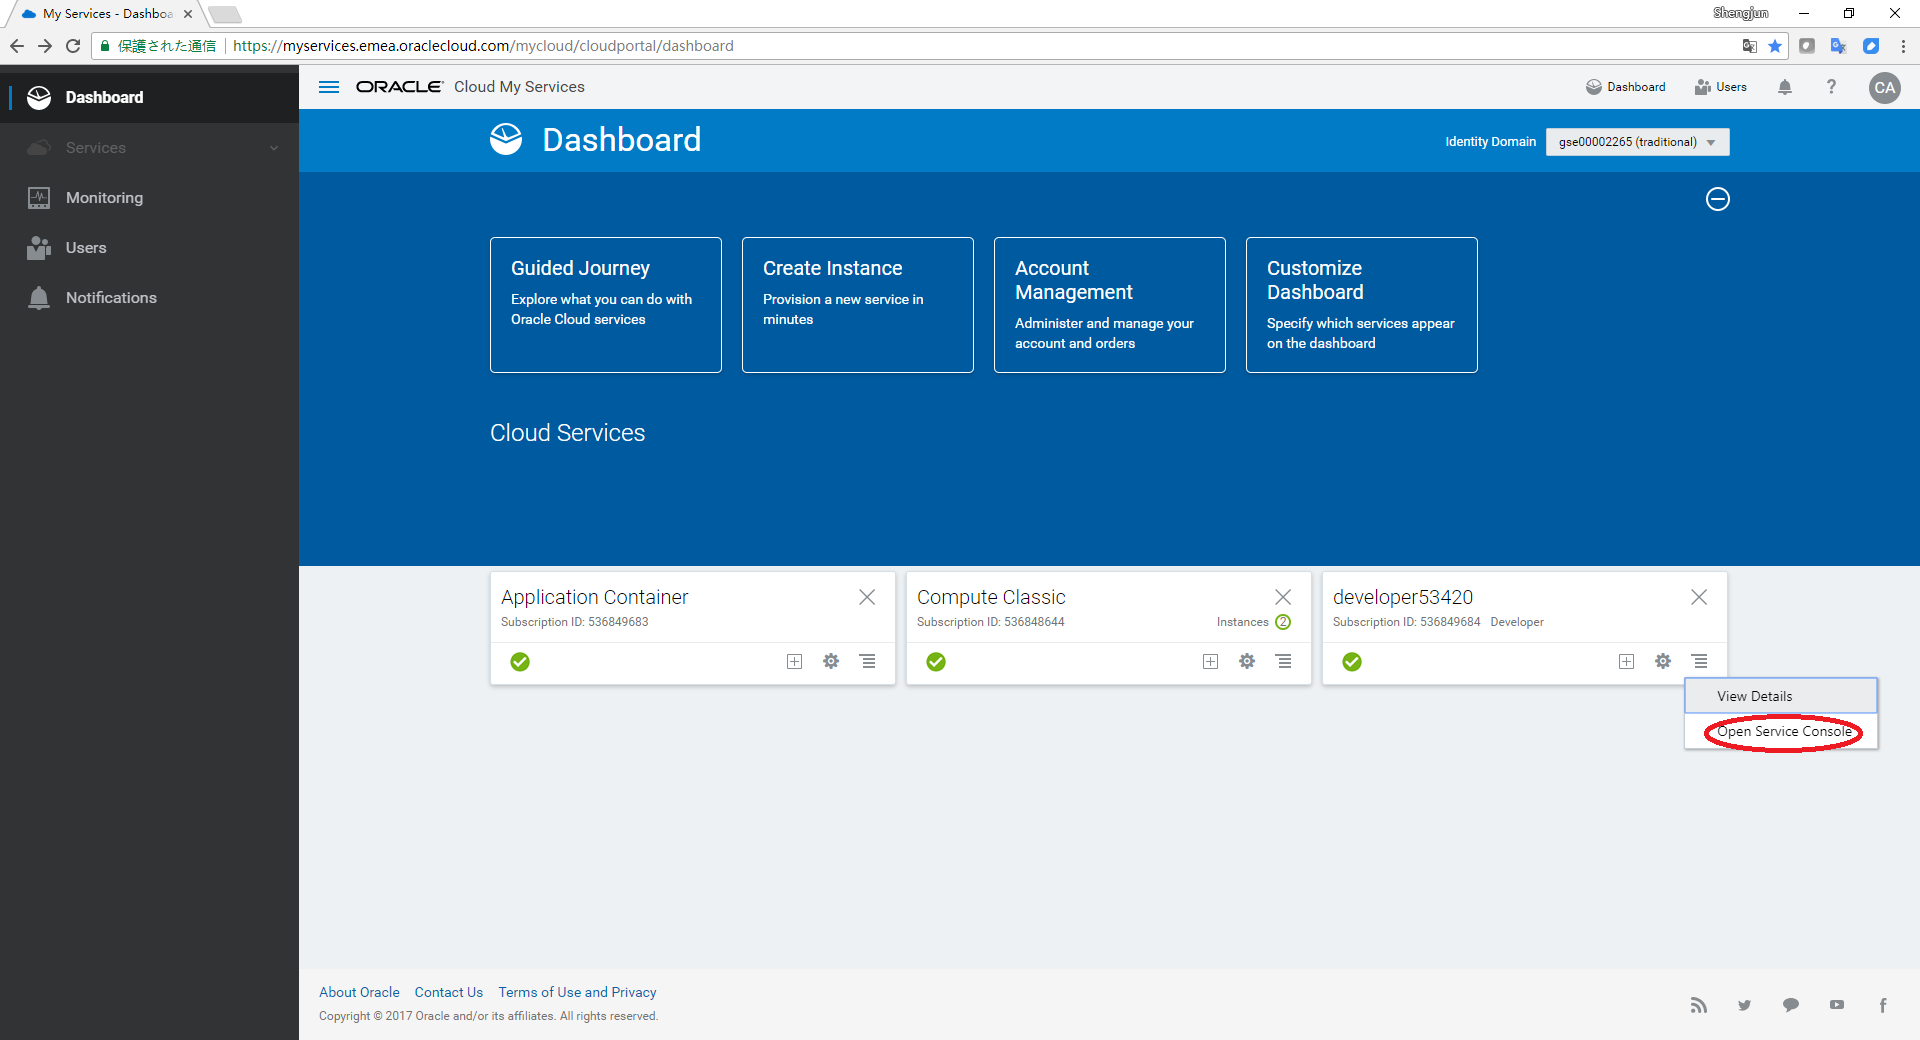 My Services - Dashboa
Shengjun
保護された通信 https://myservices.emea.oraclecloud.com/mycloud/cloudportal/dashboard
Dashboard
Services
Monitoring
Users
Notifications
ORACLE Cloud My Services
Dashboard
Users
?
CA
Dashboard
Identity Domain
gse00002265 (traditional)
Guided Journey
Explore what you can do with
Oracle Cloud services
Create Instance
Provision a new service in
minutes
Account
Management
Administer and manage your
account and orders
Customize
Dashboard
Specify which services appear
on the dashboard
Cloud Services
Application Container
Subscription ID: 536849683
Compute Classic
Subscription ID: 536848644 Instances 2
developer53420
Subscription ID: 536849684 Developer
View Details
Open Service Console
About Oracle Contact Us Terms of Use and Privacy
Copyright © 2017 Oracle and/or its affiliates. All rights reserved.